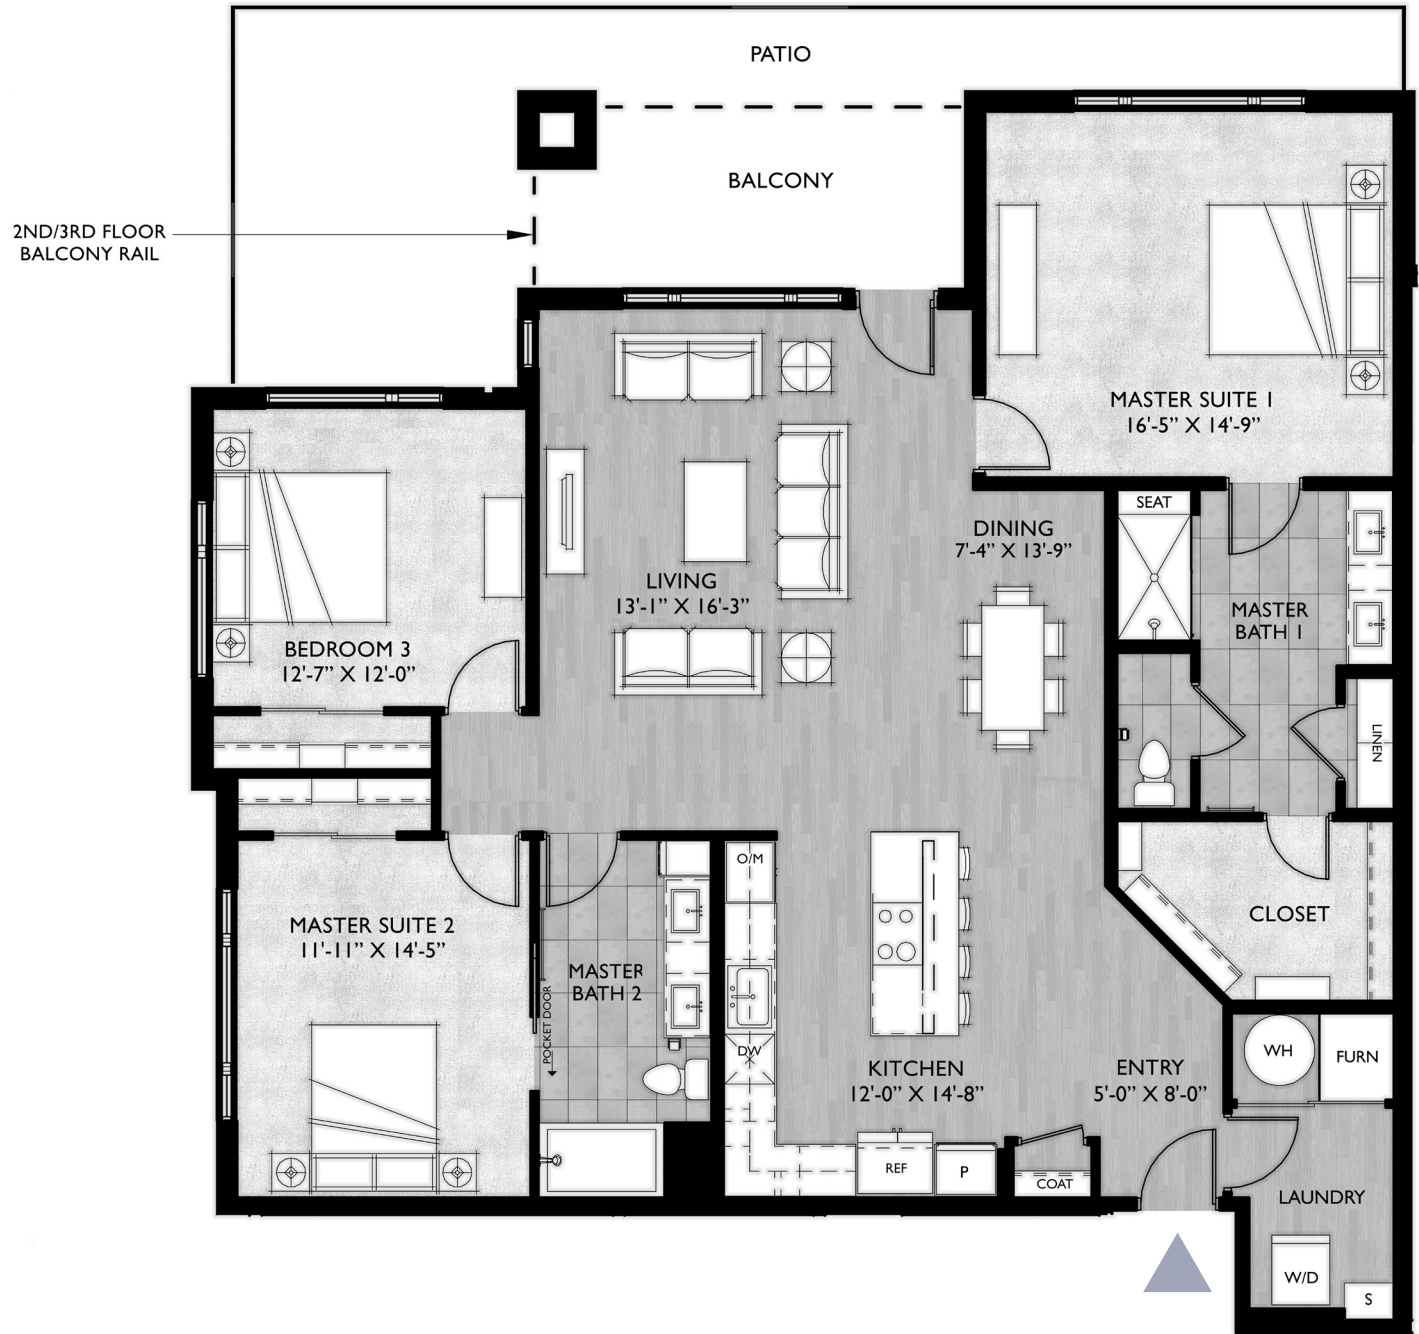 PATIO
BALCONY
2ND/3RD FLOOR
BALCONY RAIL
MASTER SUITE 1
16'-5” X 14'-9”
SEAT
DINING
7'-4” X 13'-9”
LIVING
13'-1” X 16'-3”
MASTER
BATH 1
BEDROOM 3
12'-7” X 12'-0”
LINEN
O/M
MASTER SUITE 2
11'-11” X 14'-5”
CLOSET
MASTER
BATH 2
POCKET DOOR
DW
WH
FURN
KITCHEN
12'-0” X 14'-8”
ENTRY
5'-0” X 8'-0”
REF
P
COAT
LAUNDRY
W/D
S